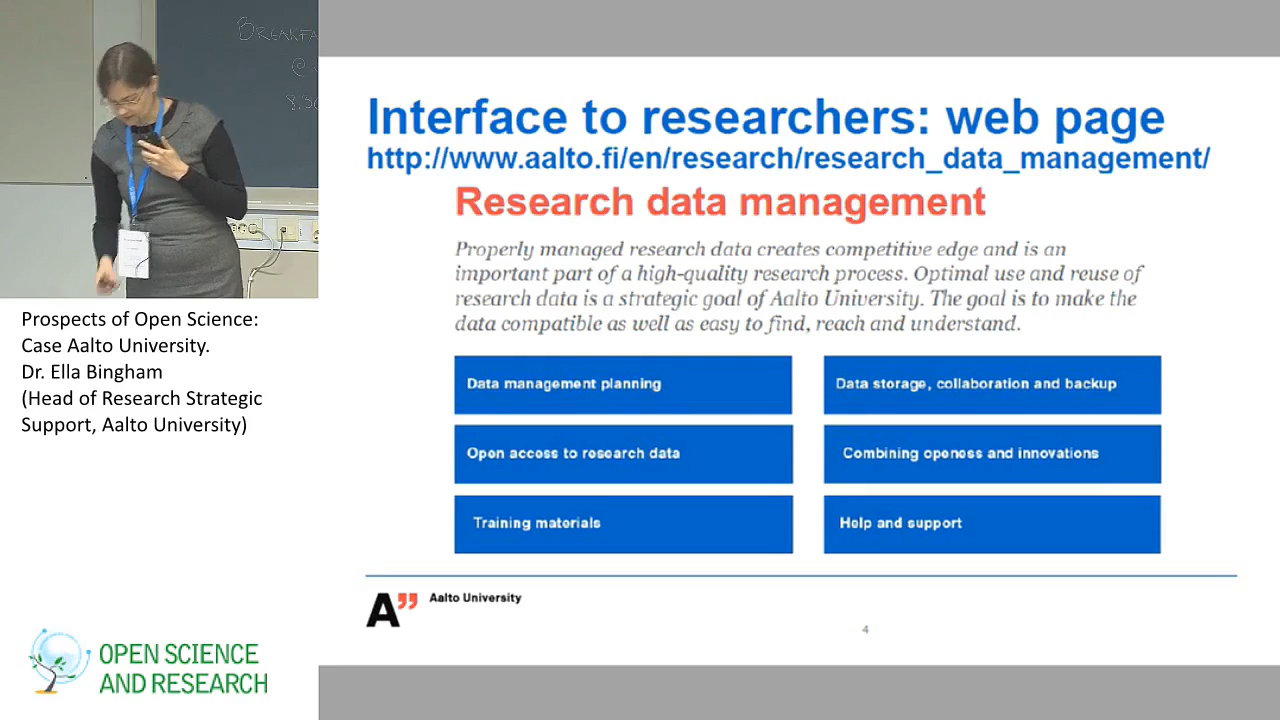 BREAKFA
@
8.30
Prospects of Open Science:
Case Aalto University.
Dr. Ella Bingham
(Head of Research Strategic
Support, Aalto University)
OPEN SCIENCE
AND RESEARCH
Interface to researchers: web page
http://www.aalto.fi/en/research/research_data_management/
Research data management
Properly managed research data creates competitive edge and is an
important part of a high-quality research process. Optimal use and reuse of
research data is a strategic goal of Aalto University. The goal is to make the
data compatible as well as easy to find, reach and understand.
Data management planning
Data storage, collaboration and backup
Open access to research data
Combining openess and innovations
Training materials
Help and support
A”
Aalto University
4